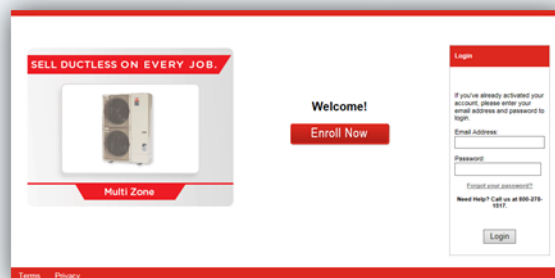 SELL DUCTLESS ON EVERY JOB.
Multi Zone
Welcome!
Enroll Now
Login
If you've already activated your
account, please enter your
email address and password to
login.
Email Address:
Password:
Forgot your password?
Need Help? Call us at 800-278-
1517.
Login
Terms Privacy